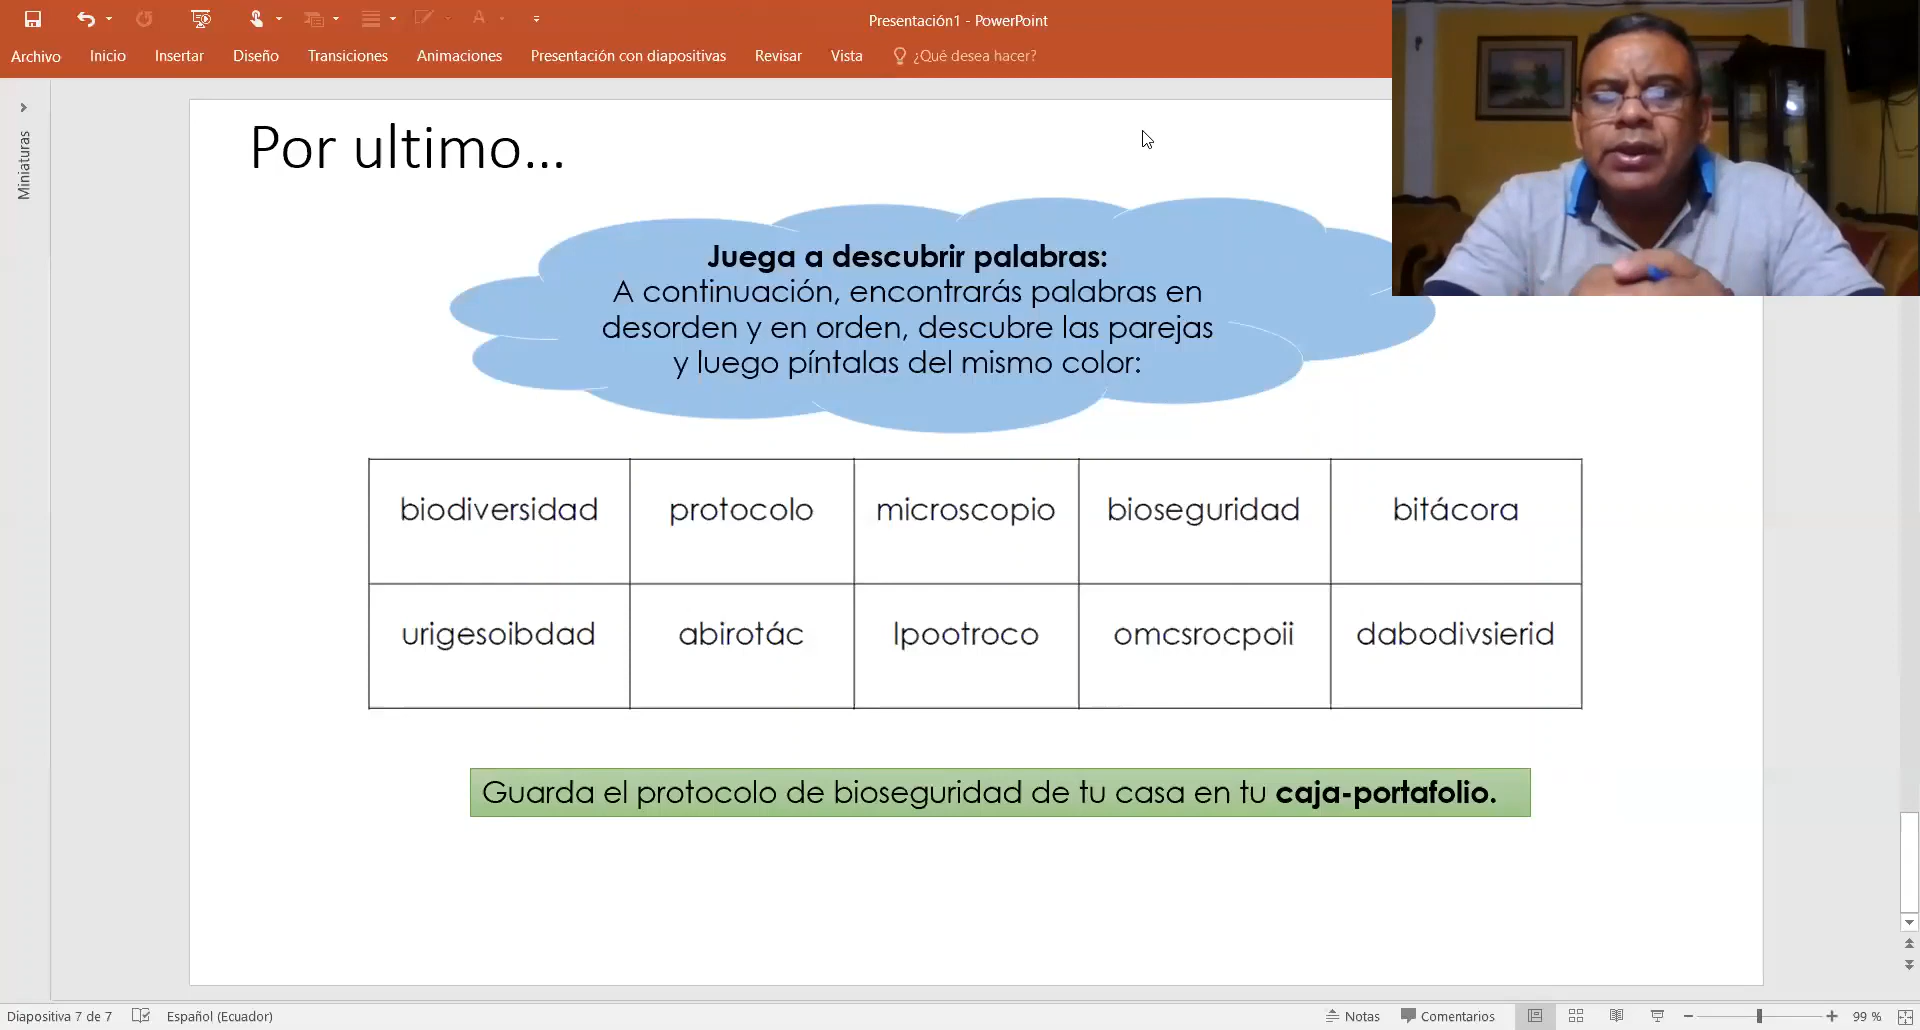 Presentación1 - PowerPoint
Archivo Inicio Insertar Diseño Transiciones Animaciones Presentación con diapositivas Revisar Vista ¿Qué desea hacer?
Miniaturas
Por ultimo...
Juega a descubrir palabras:
A continuación, encontrarás palabras en
desorden y en orden, descubre las parejas
y luego píntalas del mismo color:
biodiversidad protocolo microscopio bioseguridad bitácora
urigesoibdad abirotác lpootroco omcsrocpoii dabodivsierid
Guarda el protocolo de bioseguridad de tu casa en tu caja-portafolio.
Diapositiva 7 de 7 Español (Ecuador) Notas Comentarios 99 %